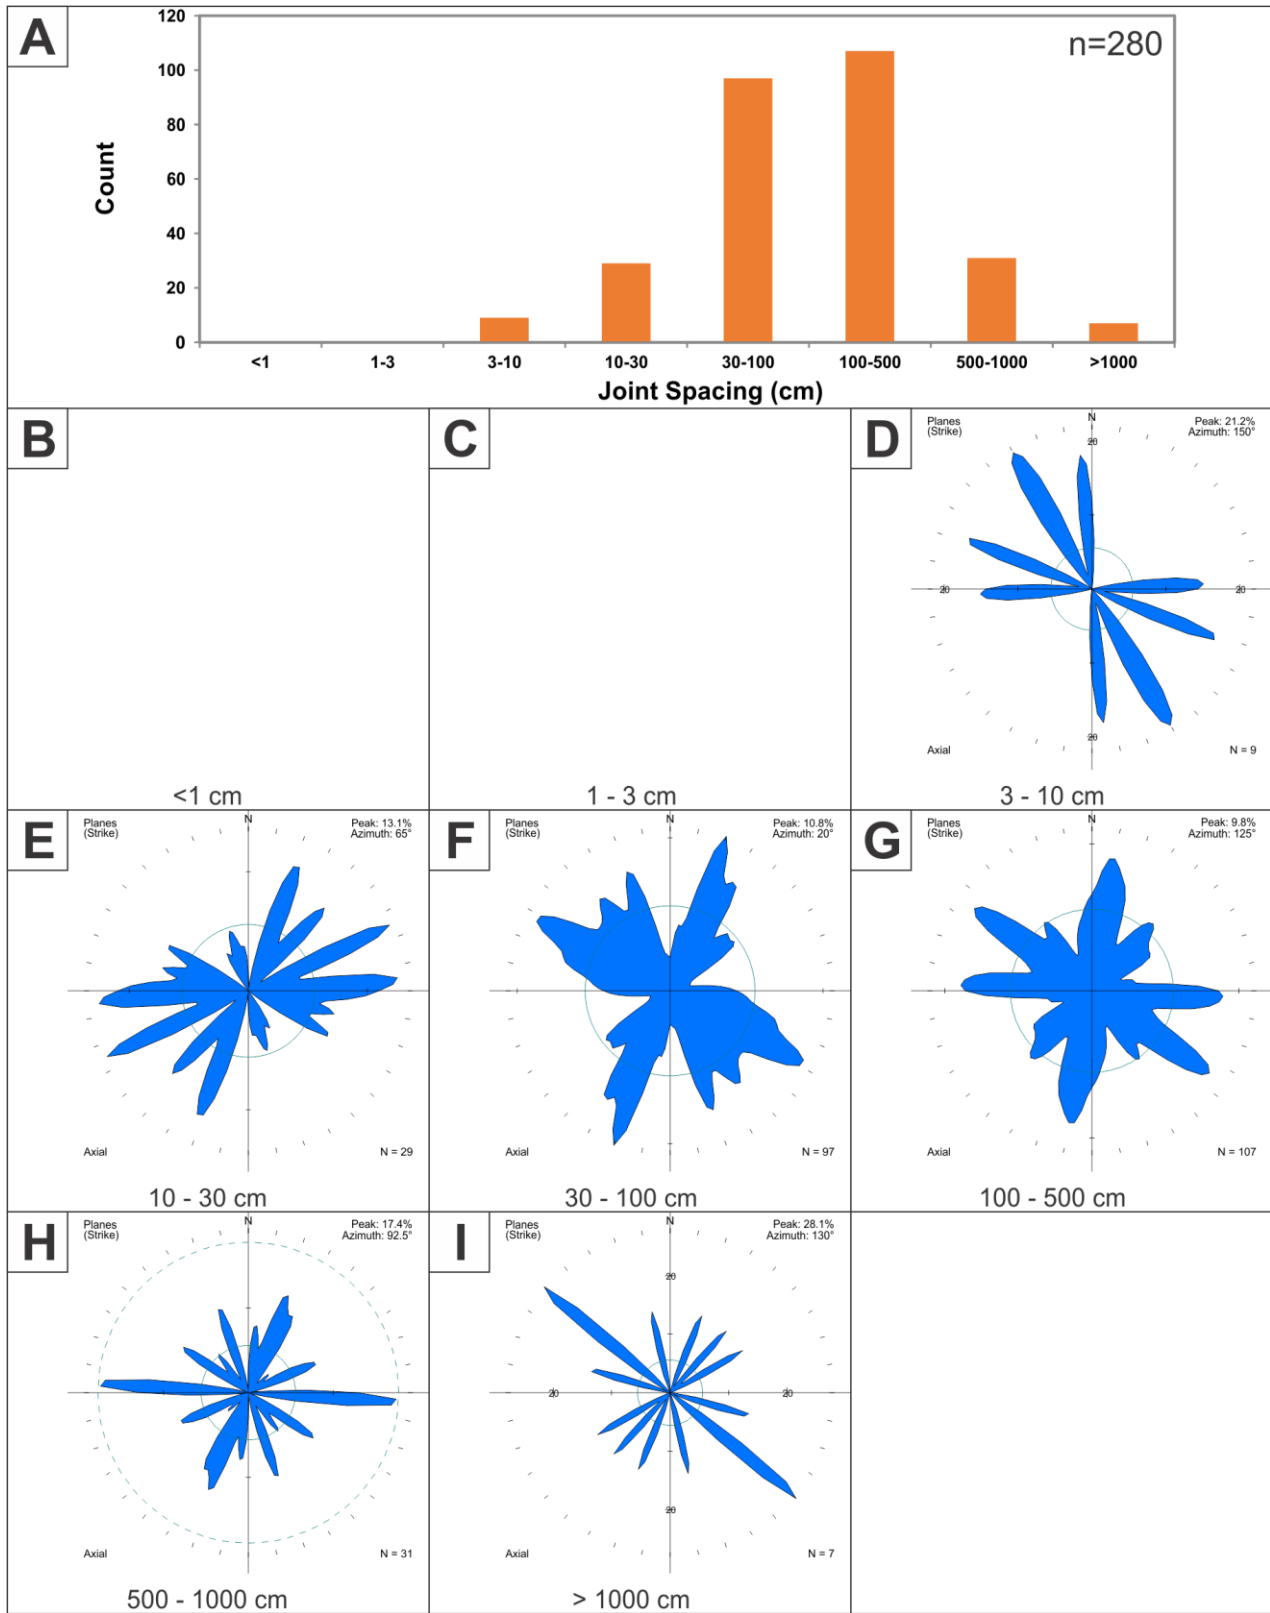 A
n=280
120
100
80
60
40
20
0
Count
<1 1-3 3-10 10-30 30-100 100-500 500-1000 >1000
Joint Spacing (cm)
B
<1 cm
C
1 - 3 cm
D
Planes
(Strike)
N
Peak: 21.2%
Azimuth: 150°
20
20 20
20
Axial
N = 9
3 - 10 cm
E
Planes
(Strike)
N
Peak: 13.1%
Azimuth: 65°
Axial
N = 29
10 - 30 cm
F
Planes
(Strike)
N
Peak: 10.8%
Azimuth: 20°
Axial
N = 97
30 - 100 cm
G
Planes
(Strike)
N
Peak: 9.8%
Azimuth: 125°
Axial
N = 107
100 - 500 cm
H
Planes
(Strike)
N
Peak: 17.4%
Azimuth: 92.5°
Axial
N = 31
500 - 1000 cm
I
Planes
(Strike)
N
Peak: 28.1%
Azimuth: 130°
20
20 20
20
Axial
N = 7
> 1000 cm